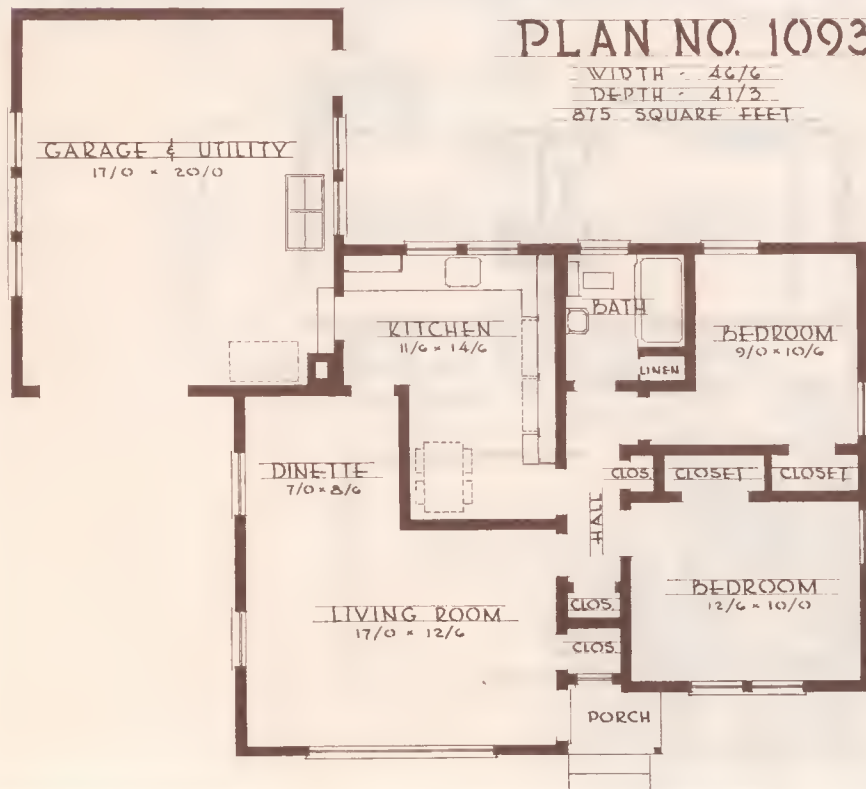 PLAN NO. 1093
WIDTH - 46/6
DEPTH - 41/3
875 SQUARE FEET
GARAGE & UTILITY
17/0 × 20/0
KITCHEN
11/6 × 14/6
BATH
LINEN
BEDROOM
9/0 × 10/6
DINETTE
7/0 × 8/6
CLOS.
CLOSET
CLOSET
HALL
LIVING ROOM
17/0 × 12/6
BEDROOM
12/6 × 10/0
CLOS.
CLOS.
PORCH